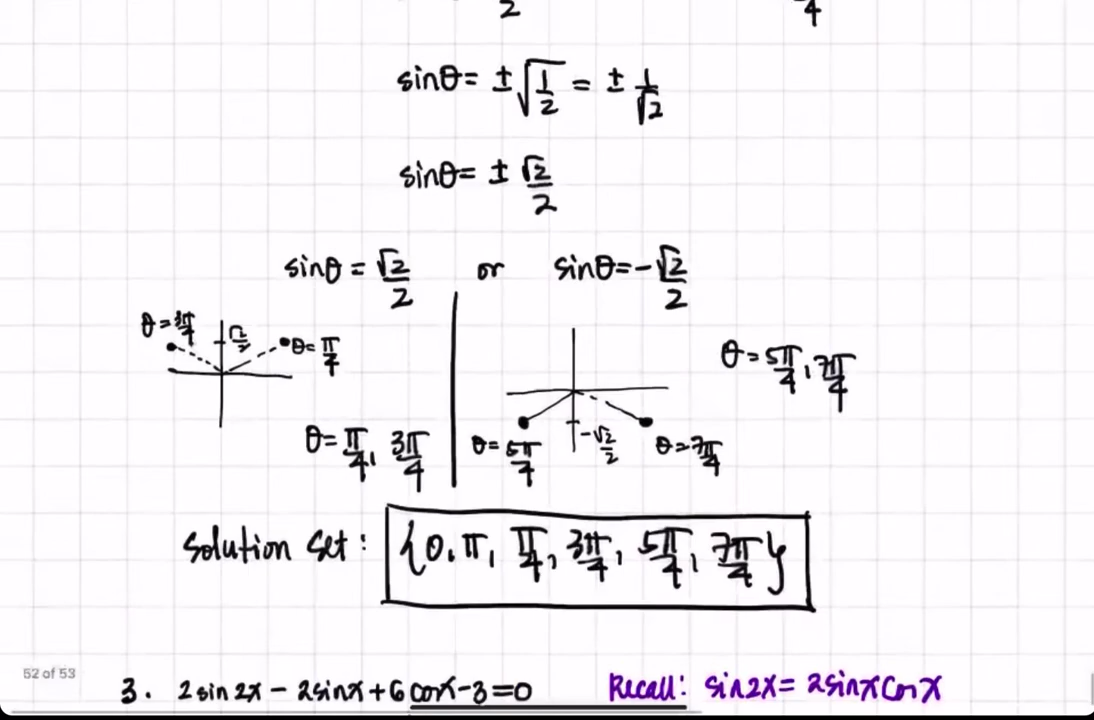 2 4
sinθ= ±√1/2 = ± 1/√2
sinθ= ± √2/2
sinθ = √2/2 or sinθ=-√2/2
θ=3π/4 √2/2 θ=π/4
θ=5π/4, 7π/4
θ=π/4, 3π/4 θ=5π/4 -√2/2 θ=7π/4
Solution set: {0, π, π/4, 3π/4, 5π/4, 7π/4}
52 of 53
3. 2sin2x - 2sinx+6cosx-3=0 Recall: sin2x= 2sinxcosx